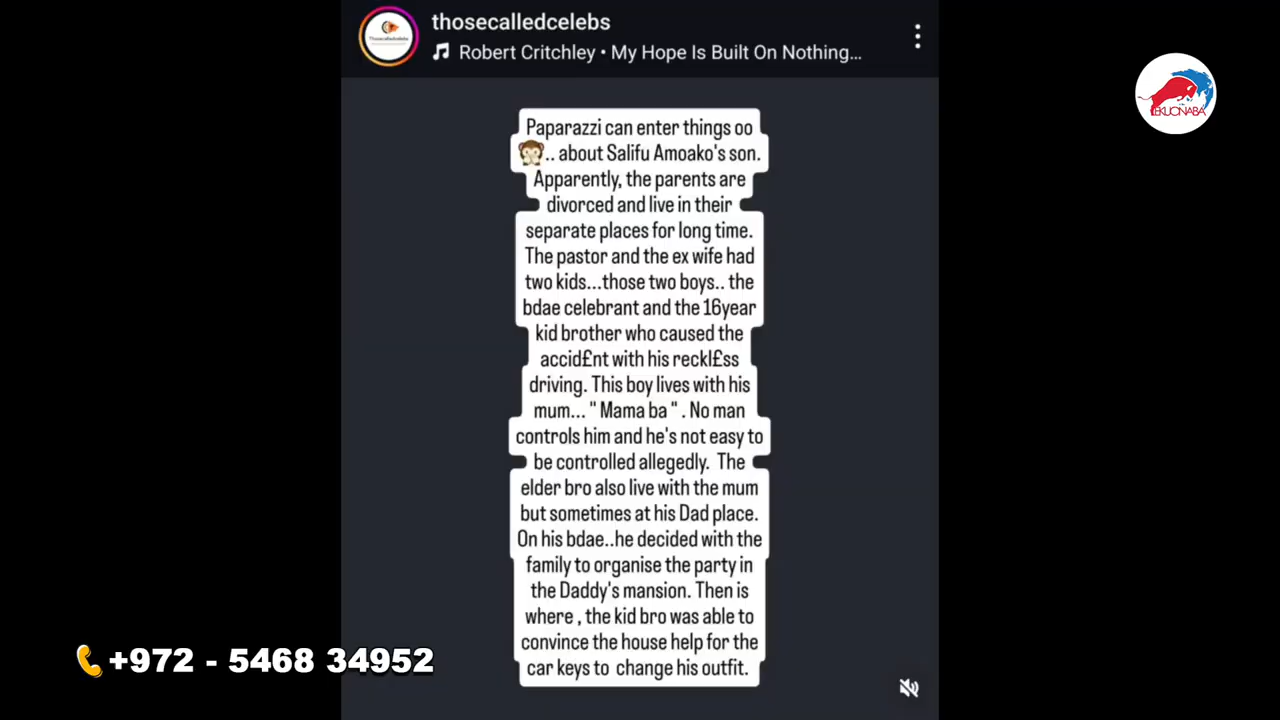 thosecalledcelebs
Robert Critchley • My Hope Is Built On Nothing...
Thosecalledcelebs
EKUONABA
Paparazzi can enter things oo
🙊.. about Salifu Amoako's son.
Apparently, the parents are
divorced and live in their
separate places for long time.
The pastor and the ex wife had
two kids...those two boys.. the
bdae celebrant and the 16year
kid brother who caused the
accid£nt with his reckl£ss
driving. This boy lives with his
mum... " Mama ba " . No man
controls him and he's not easy to
be controlled allegedly. The
elder bro also live with the mum
but sometimes at his Dad place.
On his bdae..he decided with the
family to organise the party in
the Daddy's mansion. Then is
where , the kid bro was able to
convince the house help for the
car keys to change his outfit.
+972 - 5468 34952